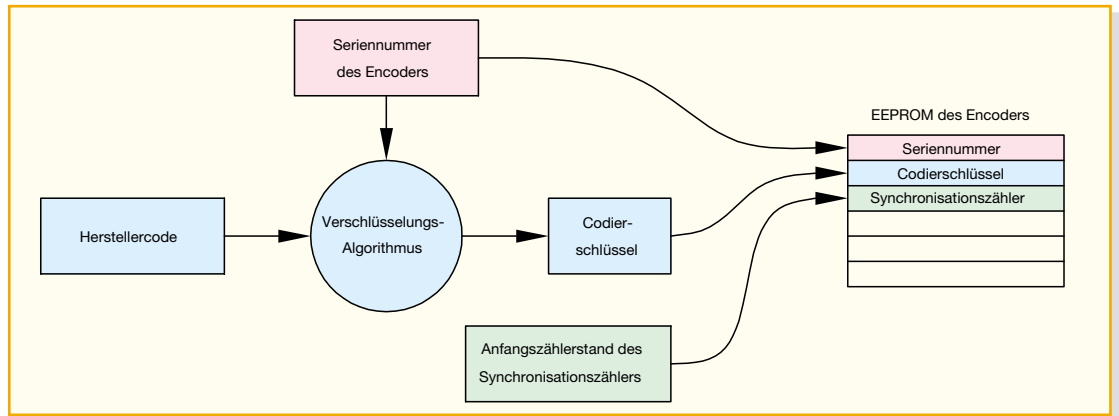 Seriennummer
des Encoders
EEPROM des Encoders
Seriennummer
Codierschlüssel
Synchronisationszähler
Herstellercode
Verschlüsselungs-
Algorithmus
Codier-
schlüssel
Anfangszählerstand des
Synchronisationszählers